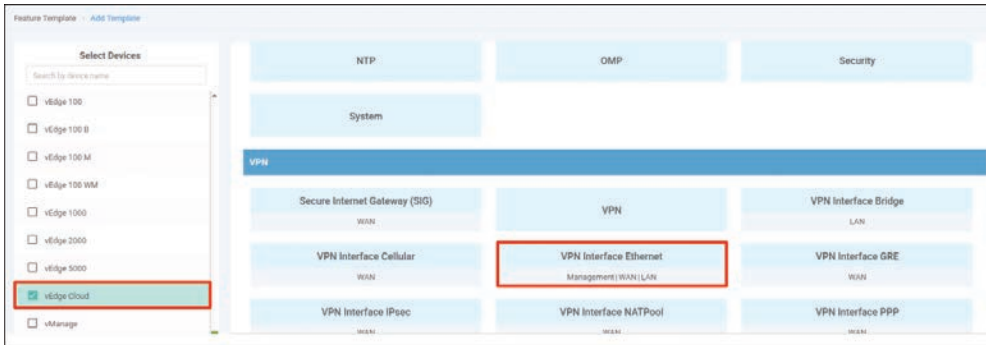 Feature Template > Add Template
Select Devices
Search by device name
vEdge 100
vEdge 100 B
vEdge 100 M
vEdge 100 WM
vEdge 1000
vEdge 2000
vEdge 5000
vEdge Cloud
vManage
NTP
OMP
Security
System
VPN
Secure Internet Gateway (SIG)
WAN
VPN
VPN Interface Bridge
LAN
VPN Interface Cellular
WAN
VPN Interface Ethernet
Management | WAN | LAN
VPN Interface GRE
WAN
VPN Interface IPsec
WAN
VPN Interface NATPool
WAN
VPN Interface PPP
WAN